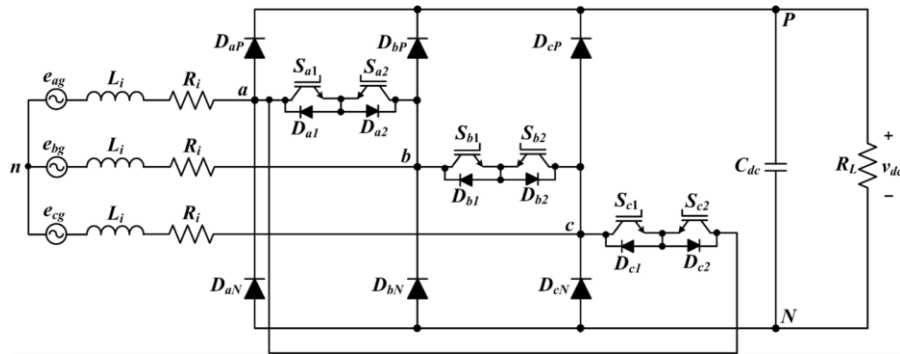 P
D_aP D_bP D_cP
S_a1 S_a2
e_ag L_i R_i a
D_a1 D_a2
S_b1 S_b2
e_bg L_i R_i b
n
C_dc R_L + v_dc −
D_b1 D_b2
S_c1 S_c2
e_cg L_i R_i c
D_c1 D_c2
D_aN D_bN D_cN
N